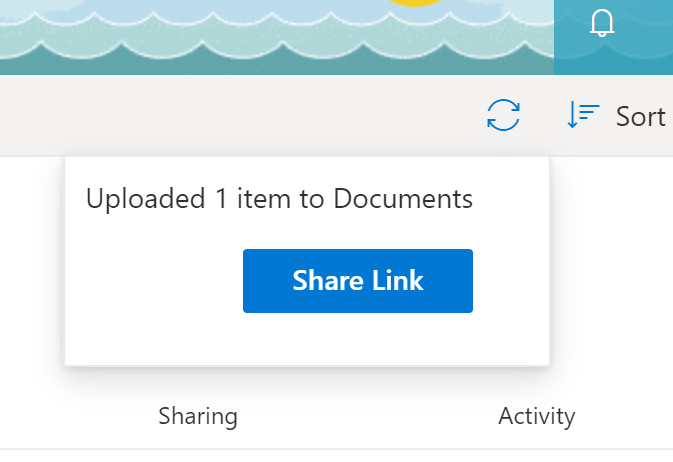 Sort
Uploaded 1 item to Documents
Share Link
Sharing Activity